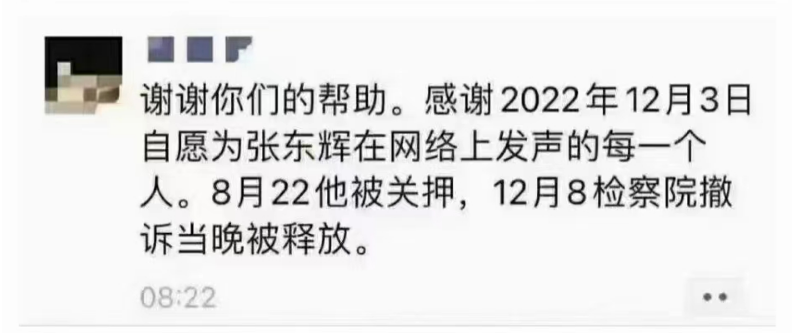 谢谢你们的帮助。感谢2022年12月3日
自愿为张东辉在网络上发声的每一个
人。8月22他被关押，12月8检察院撤
诉当晚被释放。
08:22